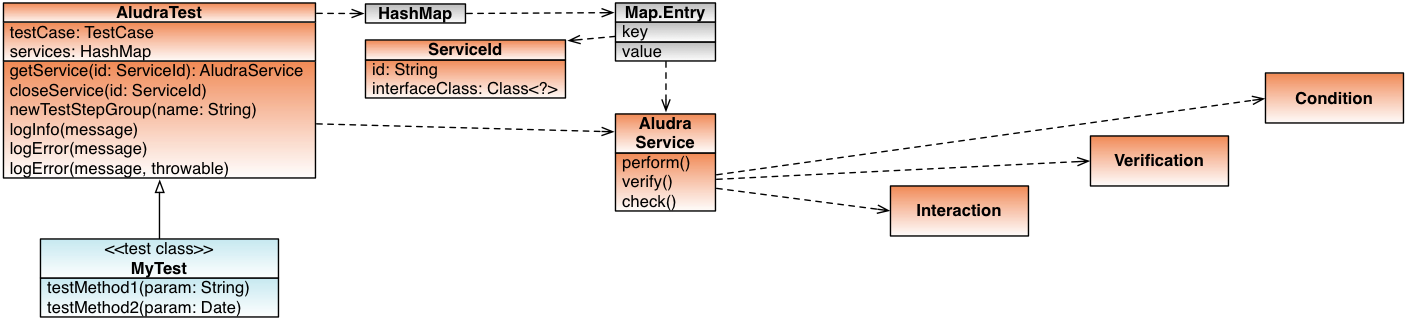 AludraTest
testCase: TestCase
services: HashMap
getService(id: ServiceId): AludraService
closeService(id: ServiceId)
newTestStepGroup(name: String)
logInfo(message)
logError(message)
logError(message, throwable)
HashMap
Map.Entry
key
value
ServiceId
id: String
interfaceClass: Class<?>
Aludra
Service
perform()
verify()
check()
Condition
Verification
Interaction
<<test class>>
MyTest
testMethod1(param: String)
testMethod2(param: Date)